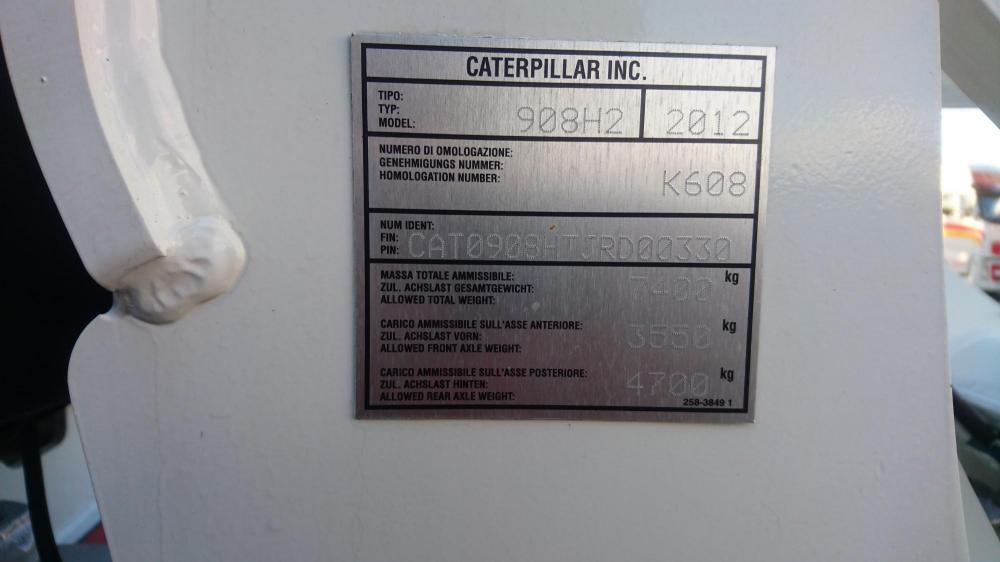 CATERPILLAR INC.
TIPO:
TYP:
MODEL: 908H2 2012
NUMERO DI OMOLOGAZIONE:
GENEHMIGUNGS NUMMER:
HOMOLOGATION NUMBER: K608
NUM IDENT:
FIN: CAT0908HTJRD00330
PIN:
MASSA TOTALE AMMISSIBILE: kg
ZUL. ACHSLAST GESAMTGEWICHT: 7400
ALLOWED TOTAL WEIGHT:
CARICO AMMISSIBILE SULL'ASSE ANTERIORE: kg
ZUL. ACHSLAST VORN: 3550
ALLOWED FRONT AXLE WEIGHT:
CARICO AMMISSIBILE SULL'ASSE POSTERIORE: kg
ZUL. ACHSLAST HINTEN: 4700
ALLOWED REAR AXLE WEIGHT:
258-3849 1